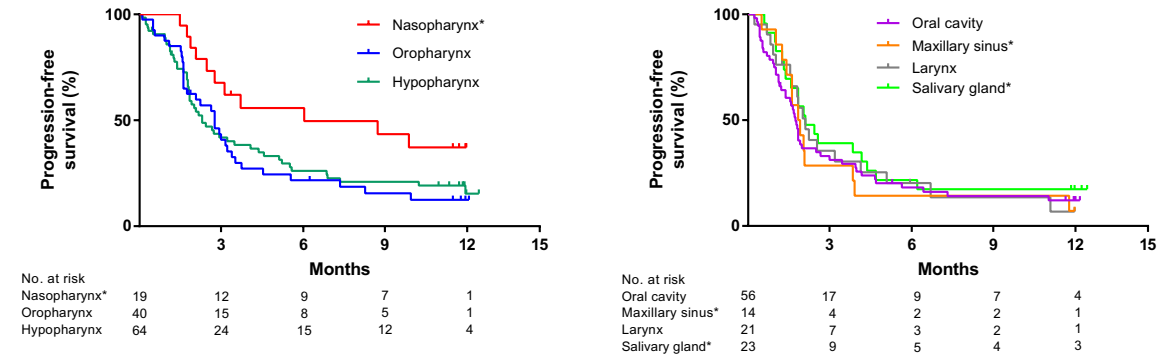 100
50
0
Progression-free
survival (%)
Nasopharynx*
Oropharynx
Hypopharynx
3 6 9 12 15
Months
No. at risk
Nasopharynx* 19 12 9 7 1
Oropharynx 40 15 8 5 1
Hypopharynx 64 24 15 12 4
100
50
0
Progression-free
survival (%)
Oral cavity
Maxillary sinus*
Larynx
Salivary gland*
3 6 9 12 15
Months
No. at risk
Oral cavity 56 17 9 7 4
Maxillary sinus* 14 4 2 2 1
Larynx 21 7 3 2 1
Salivary gland* 23 9 5 4 3